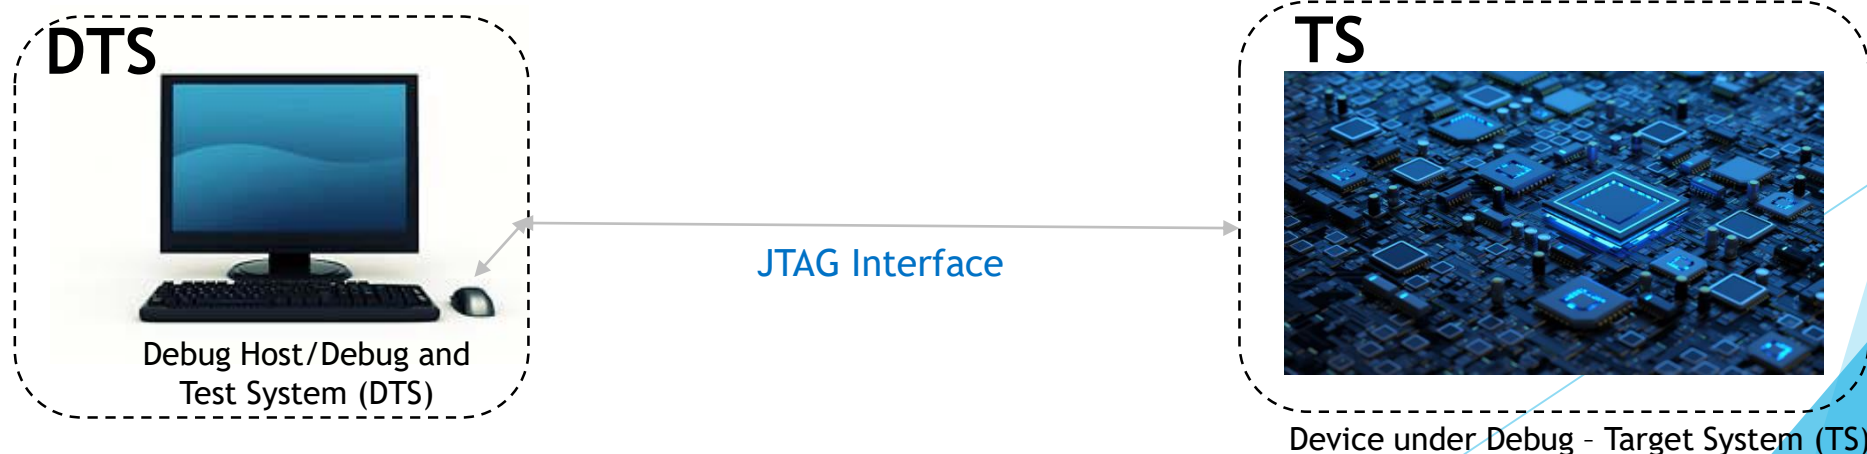 DTS
Debug Host/Debug and
Test System (DTS)
JTAG Interface
TS
Device under Debug – Target System (TS)